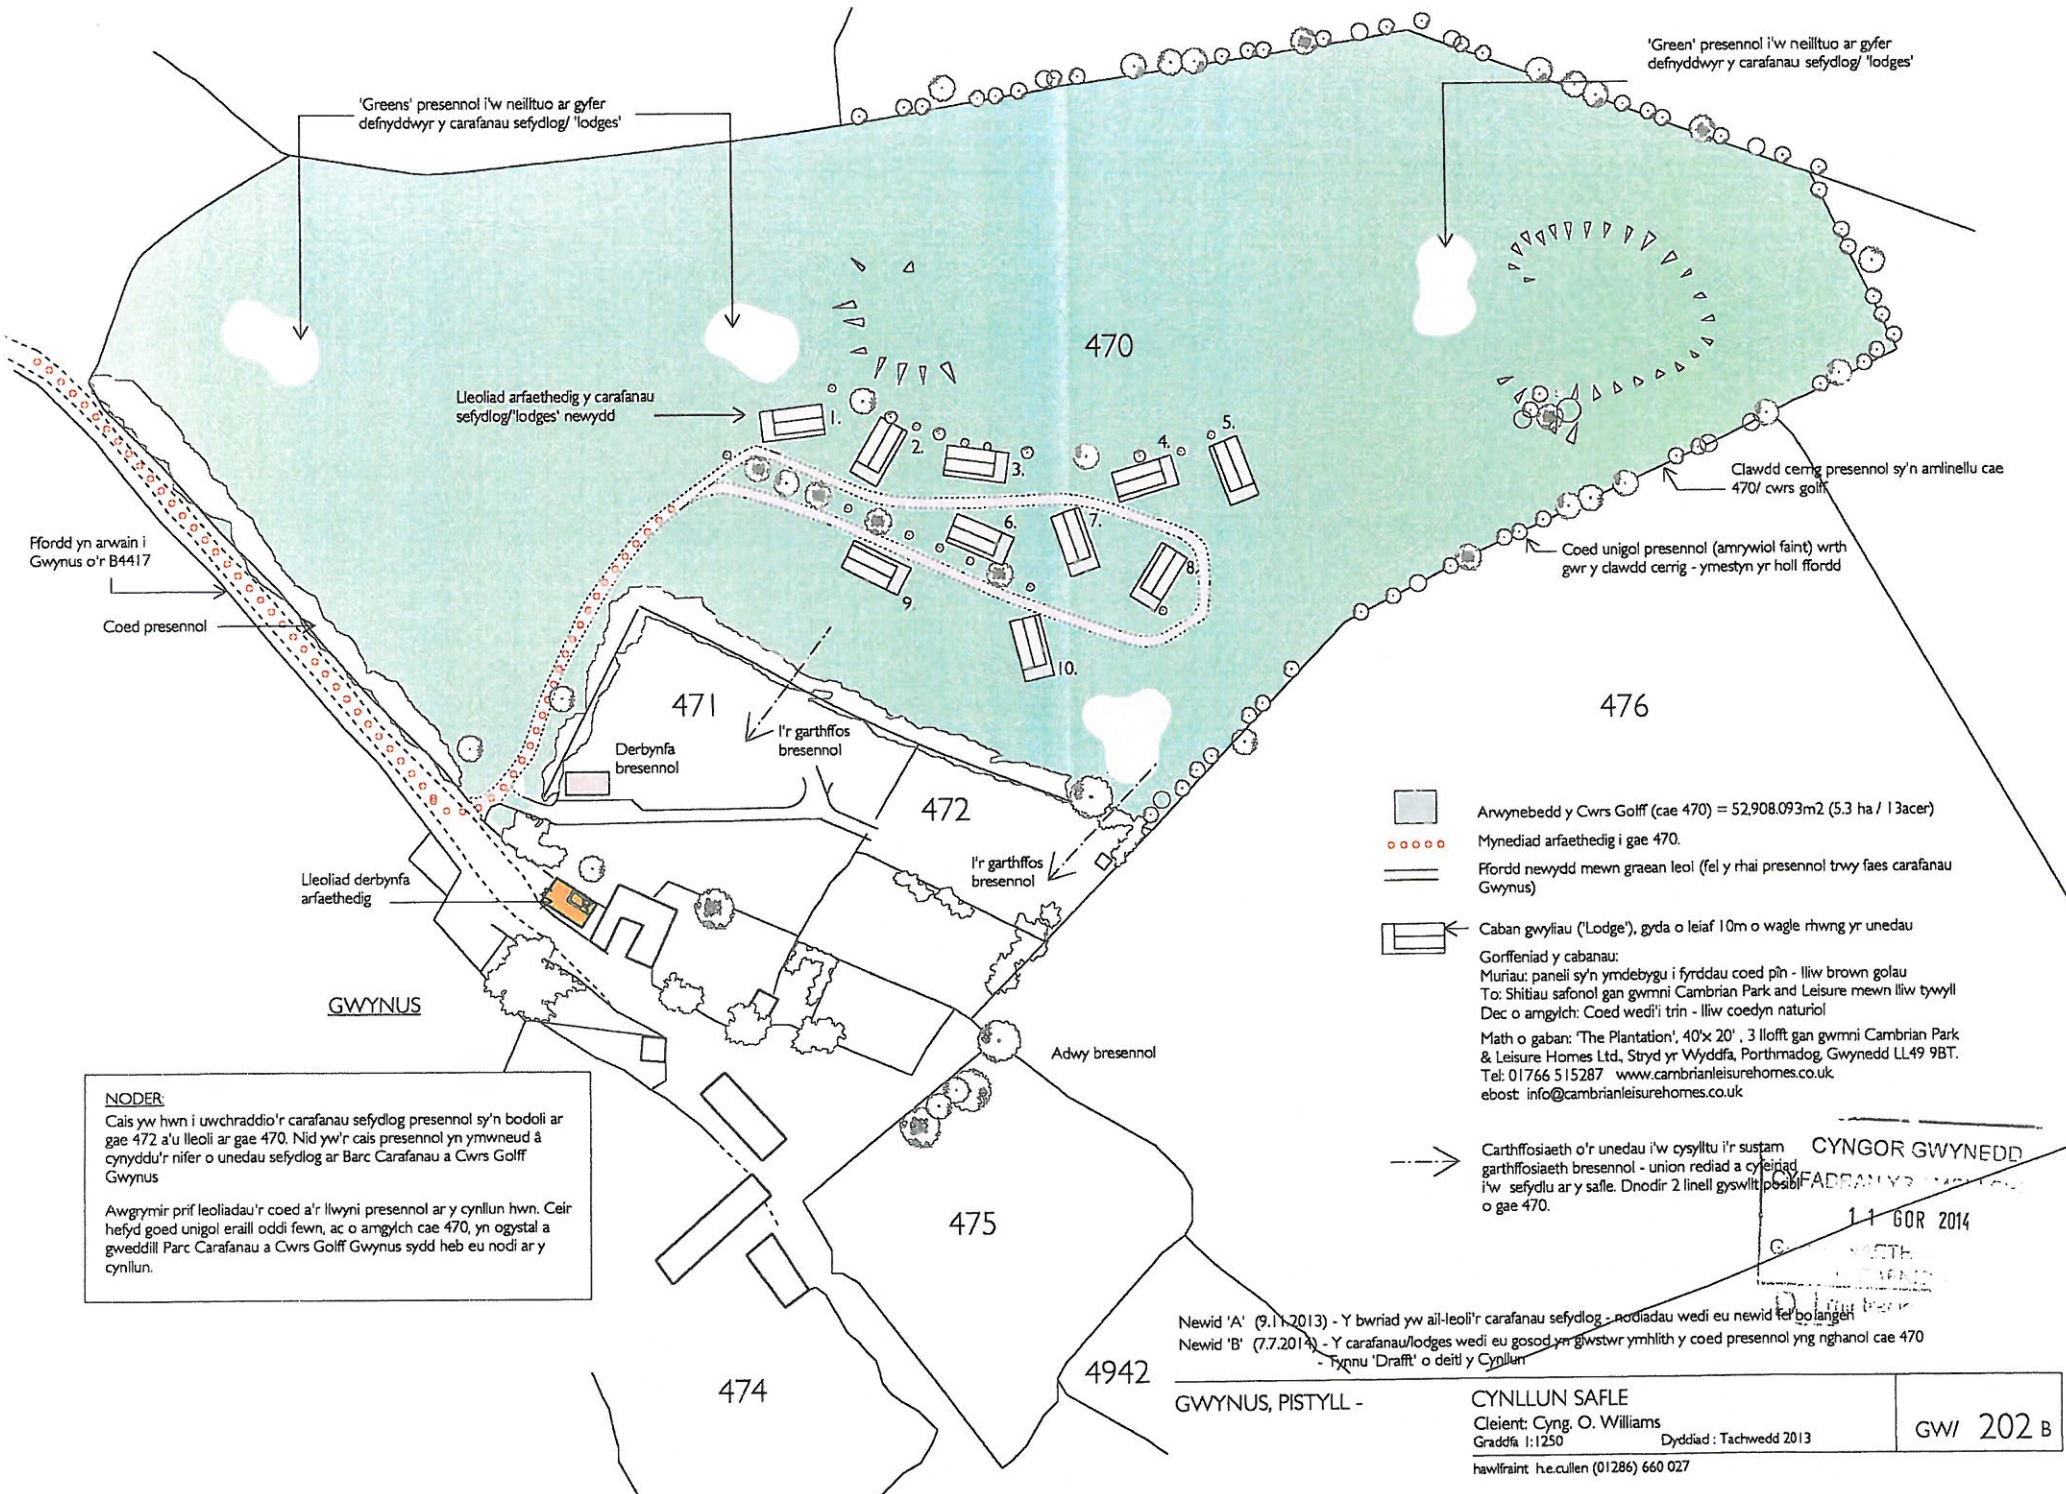 'Greens' presennol i'w neilltuo ar gyfer
defnyddwyr y carafanau sefydlog/ 'lodges'
'Green' presennol i'w neilltuo ar gyfer
defnyddwyr y carafanau sefydlog/ 'lodges'
470
Lleoliad arfaethedig y carafanau
sefydlog/'lodges' newydd
1.
2.
3.
4.
5.
6.
7.
8.
9.
10.
Clawdd cerrig presennol sy'n amlinellu cae
470/ cwrs golff
Coed unigol presennol (amrywiol faint) wrth
gwr y clawdd cerrig - ymestyn yr holl ffordd
Ffordd yn arwain i
Gwynus o'r B4417
Coed presennol
471
476
Derbynfa
bresennol
I'r garthffos
bresennol
472
I'r garthffos
bresennol
Lleoliad derbynfa
arfaethedig
GWYNUS
Adwy bresennol
Arwynebedd y Cwrs Golff (cae 470) = 52,908.093m2 (5.3 ha / 13acer)
Mynediad arfaethedig i gae 470.
Ffordd newydd mewn graean leol (fel y rhai presennol trwy faes carafanau
Gwynus)
Caban gwyliau ('Lodge'), gyda o leiaf 10m o wagle rhwng yr unedau
Gorffeniad y cabanau:
Muriau: paneli sy'n ymdebygu i fyrddau coed pîn - lliw brown golau
To: Shitiau safonol gan gwmni Cambrian Park and Leisure mewn lliw tywyll
Dec o amgylch: Coed wedi'i trin - lliw coedyn naturiol
Math o gaban: 'The Plantation', 40'x 20' , 3 llofft gan gwmni Cambrian Park
& Leisure Homes Ltd., Stryd yr Wyddfa, Porthmadog, Gwynedd LL49 9BT.
Tel: 01766 515287 www.cambrianleisurehomes.co.uk
ebost: info@cambrianleisurehomes.co.uk
Carthffosiaeth o'r unedau i'w cysylltu i'r sustam
garthffosiaeth bresennol - union rediad a cyfeiriad
i'w sefydlu ar y safle. Dnodir 2 linell gyswllt posibl
o gae 470.
CYNGOR GWYNEDD
11 GOR 2014
NODER:
Cais yw hwn i uwchraddio'r carafanau sefydlog presennol sy'n bodoli ar
gae 472 a'u lleoli ar gae 470. Nid yw'r cais presennol yn ymwneud â
cynyddu'r nifer o unedau sefydlog ar Barc Carafanau a Cwrs Golff
Gwynus
Awgrymir prif leoliadau'r coed a'r llwyni presennol ar y cynllun hwn. Ceir
hefyd goed unigol eraill oddi fewn, ac o amgylch cae 470, yn ogystal a
gweddill Parc Carafanau a Cwrs Golff Gwynus sydd heb eu nodi ar y
cynllun.
475
474
4942
Newid 'A' (9.11.2013) - Y bwriad yw ail-leoli'r carafanau sefydlog - nodiadau wedi eu newid fel bo angen
Newid 'B' (7.7.2014) - Y carafanau/lodges wedi eu gosod yn glwstwr ymhlith y coed presennol yng nghanol cae 470
- Tynnu 'Drafft' o deitl y Cynllun
GWYNUS, PISTYLL -
CYNLLUN SAFLE
Cleient: Cyng. O. Williams
Graddfa 1:1250 Dyddiad : Tachwedd 2013
hawlfraint h.e.cullen (01286) 660 027
GW/ 202 B